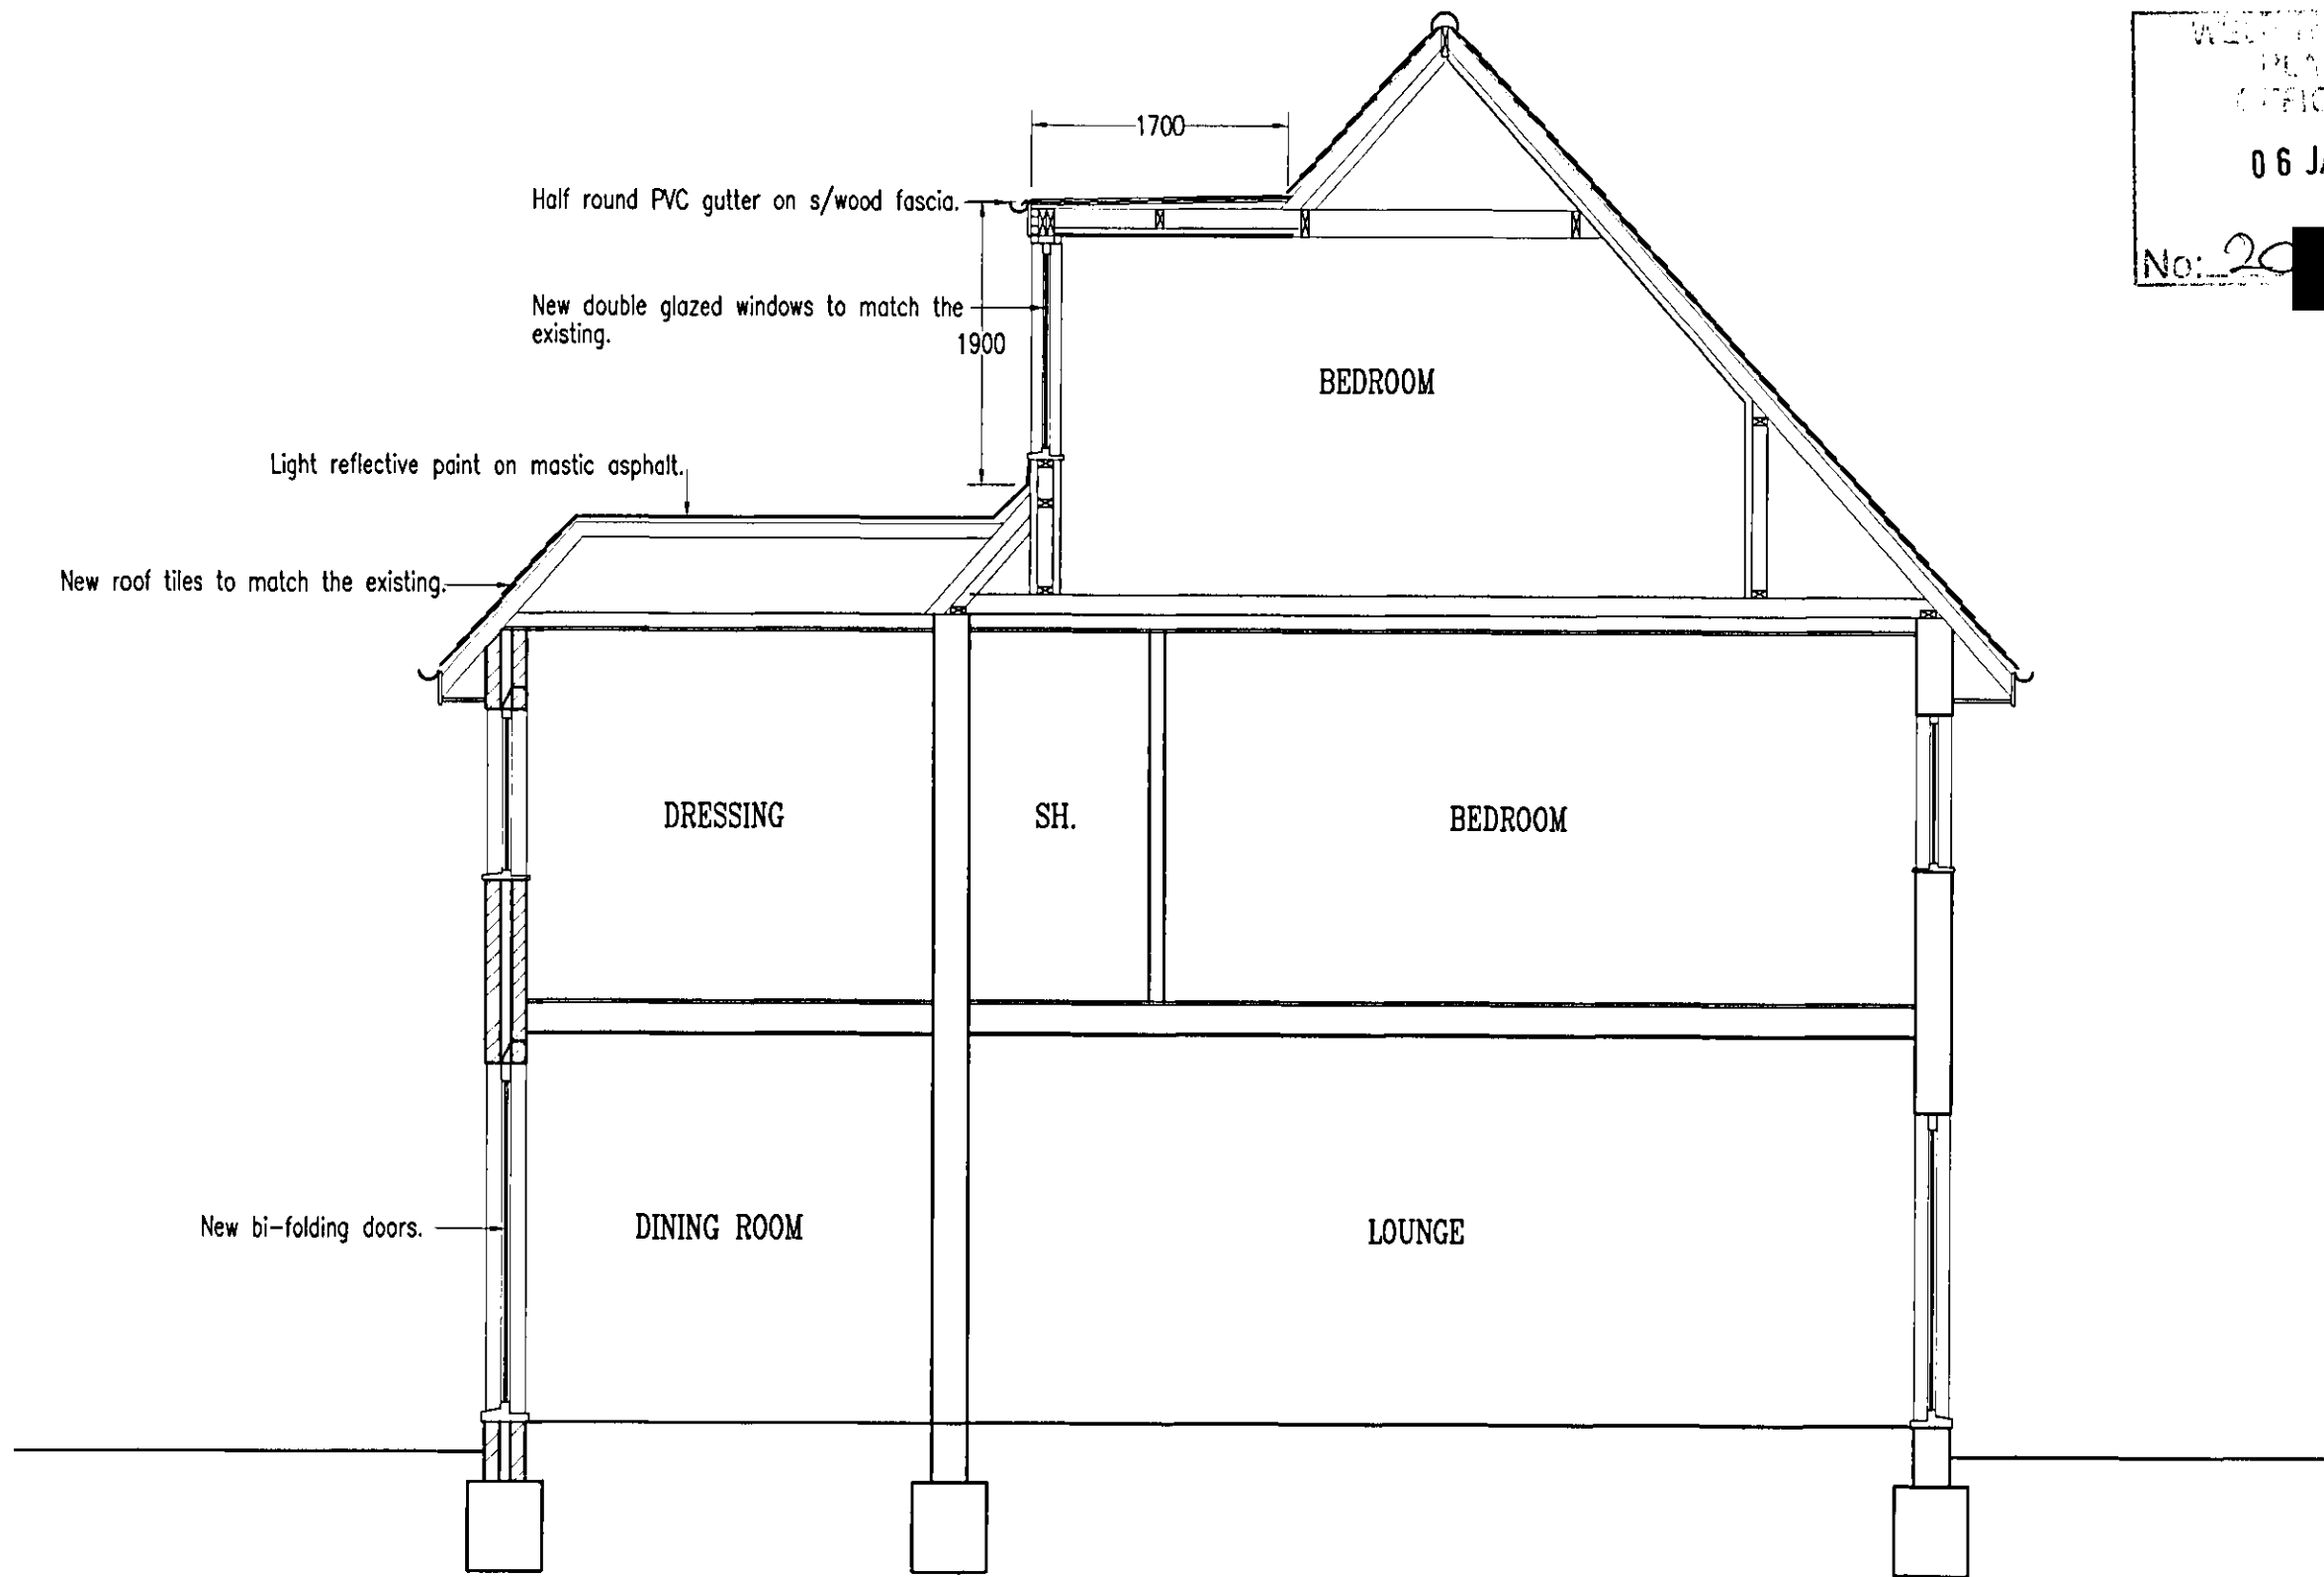 1700
06
No: 20
Half round PVC gutter on s/wood fascia.
New double glazed windows to match the
existing.
1900
BEDROOM
Light reflective paint on mastic asphalt.
New roof tiles to match the existing.
DRESSING
SH.
BEDROOM
New bi-folding doors.
DINING ROOM
LOUNGE